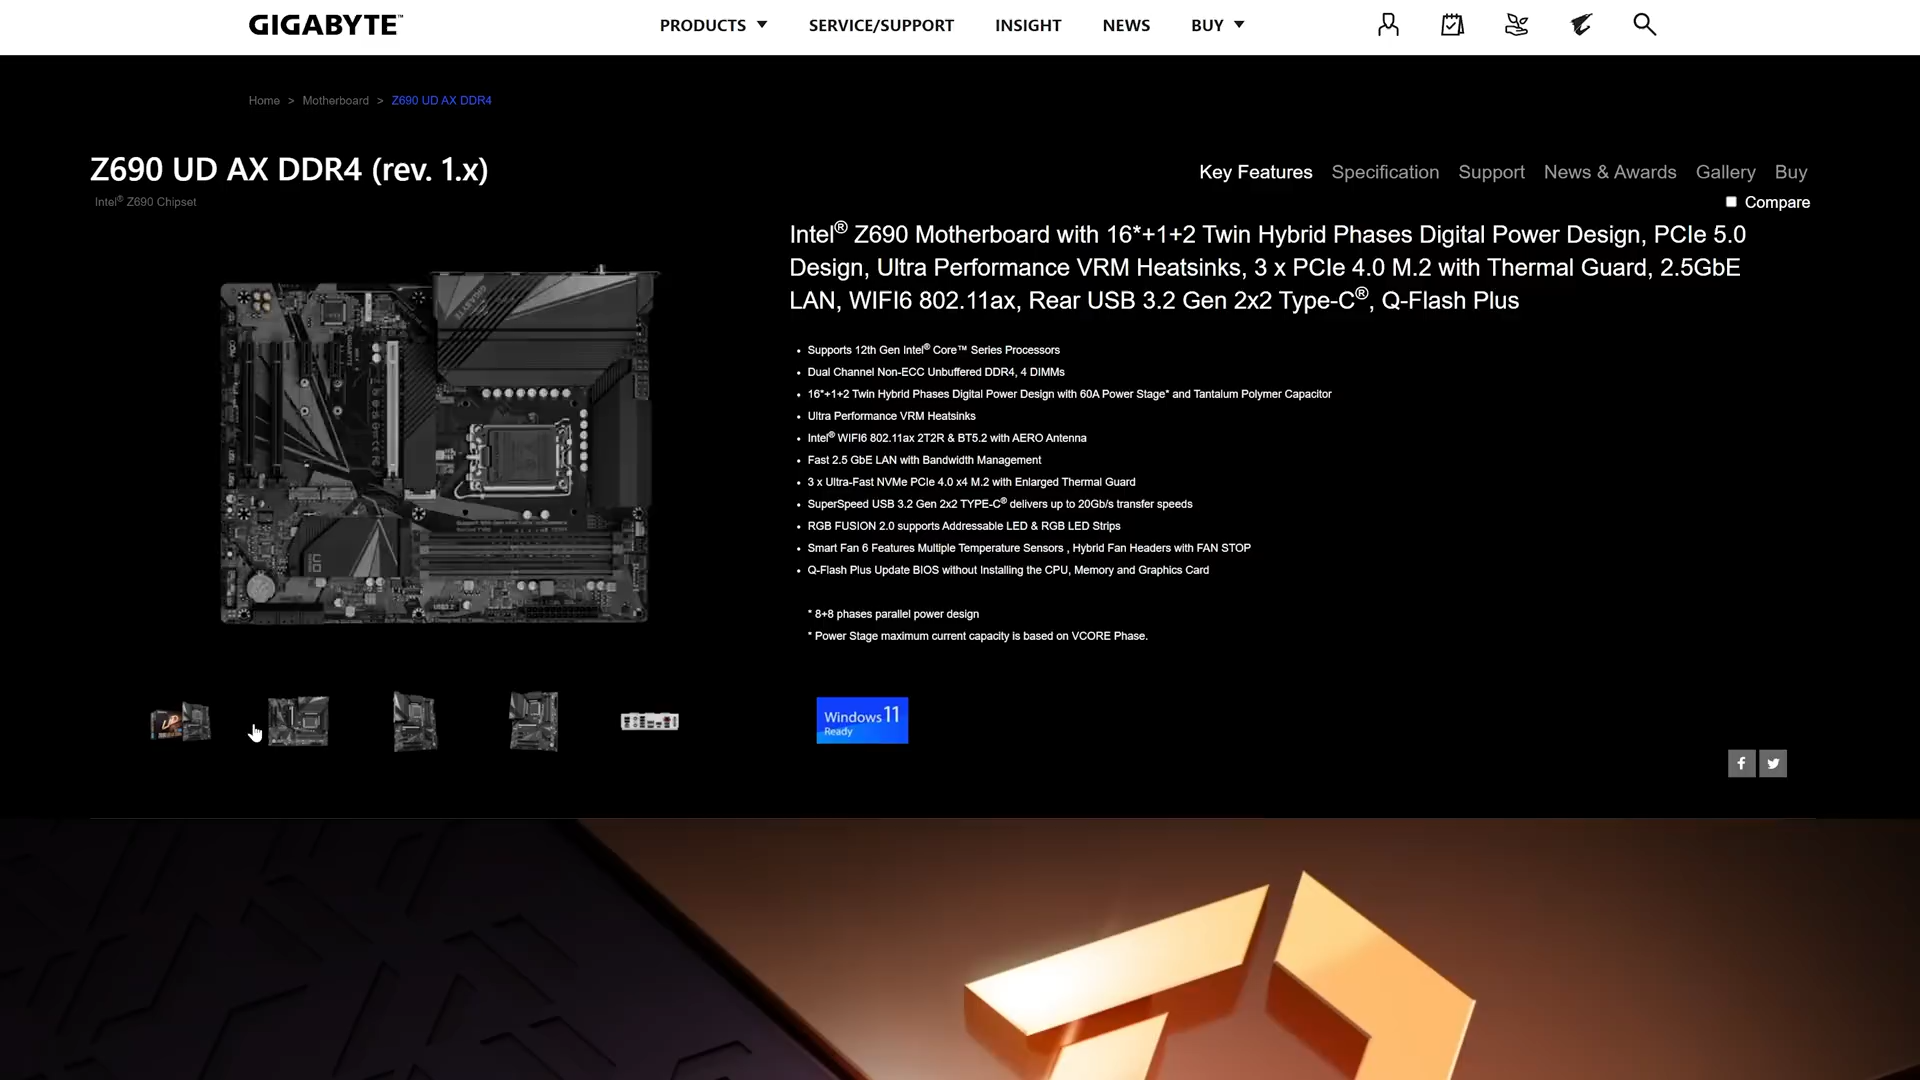 GIGABYTE™
PRODUCTS SERVICE/SUPPORT INSIGHT NEWS BUY
Home > Motherboard > Z690 UD AX DDR4
Z690 UD AX DDR4 (rev. 1.x)
Intel® Z690 Chipset
Key Features Specification Support News & Awards Gallery Buy
Compare
Intel® Z690 Motherboard with 16*+1+2 Twin Hybrid Phases Digital Power Design, PCIe 5.0
Design, Ultra Performance VRM Heatsinks, 3 x PCIe 4.0 M.2 with Thermal Guard, 2.5GbE
LAN, WIFI6 802.11ax, Rear USB 3.2 Gen 2x2 Type-C®, Q-Flash Plus
• Supports 12th Gen Intel® Core™ Series Processors
• Dual Channel Non-ECC Unbuffered DDR4, 4 DIMMs
• 16*+1+2 Twin Hybrid Phases Digital Power Design with 60A Power Stage* and Tantalum Polymer Capacitor
• Ultra Performance VRM Heatsinks
• Intel® WIFI6 802.11ax 2T2R & BT5.2 with AERO Antenna
• Fast 2.5 GbE LAN with Bandwidth Management
• 3 x Ultra-Fast NVMe PCIe 4.0 x4 M.2 with Enlarged Thermal Guard
• SuperSpeed USB 3.2 Gen 2x2 TYPE-C® delivers up to 20Gb/s transfer speeds
• RGB FUSION 2.0 supports Addressable LED & RGB LED Strips
• Smart Fan 6 Features Multiple Temperature Sensors , Hybrid Fan Headers with FAN STOP
• Q-Flash Plus Update BIOS without Installing the CPU, Memory and Graphics Card
* 8+8 phases parallel power design
* Power Stage maximum current capacity is based on VCORE Phase.
GIGABYTE
UD
Windows 11
Ready